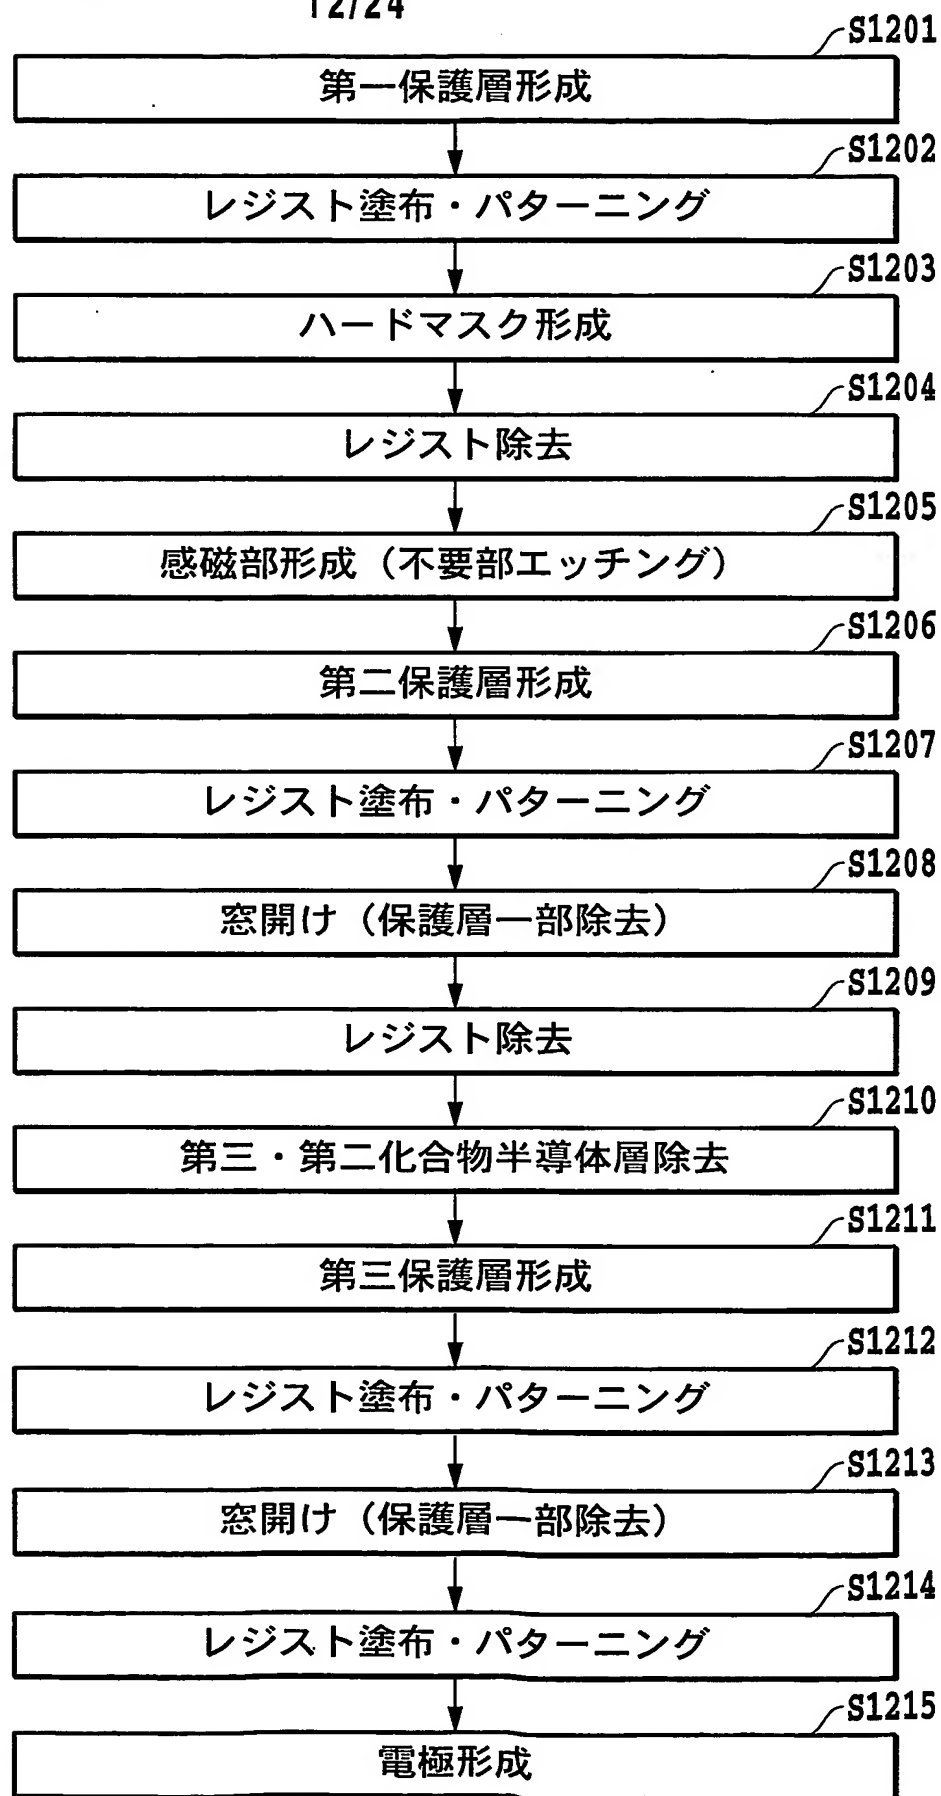 12/24
S1201
第一保護層形成
S1202
レジスト塗布・パターニング
S1203
ハードマスク形成
S1204
レジスト除去
S1205
感磁部形成（不要部エッチング）
S1206
第二保護層形成
S1207
レジスト塗布・パターニング
S1208
窓開け（保護層一部除去）
S1209
レジスト除去
S1210
第三・第二化合物半導体層除去
S1211
第三保護層形成
S1212
レジスト塗布・パターニング
S1213
窓開け（保護層一部除去）
S1214
レジスト塗布・パターニング
S1215
電極形成